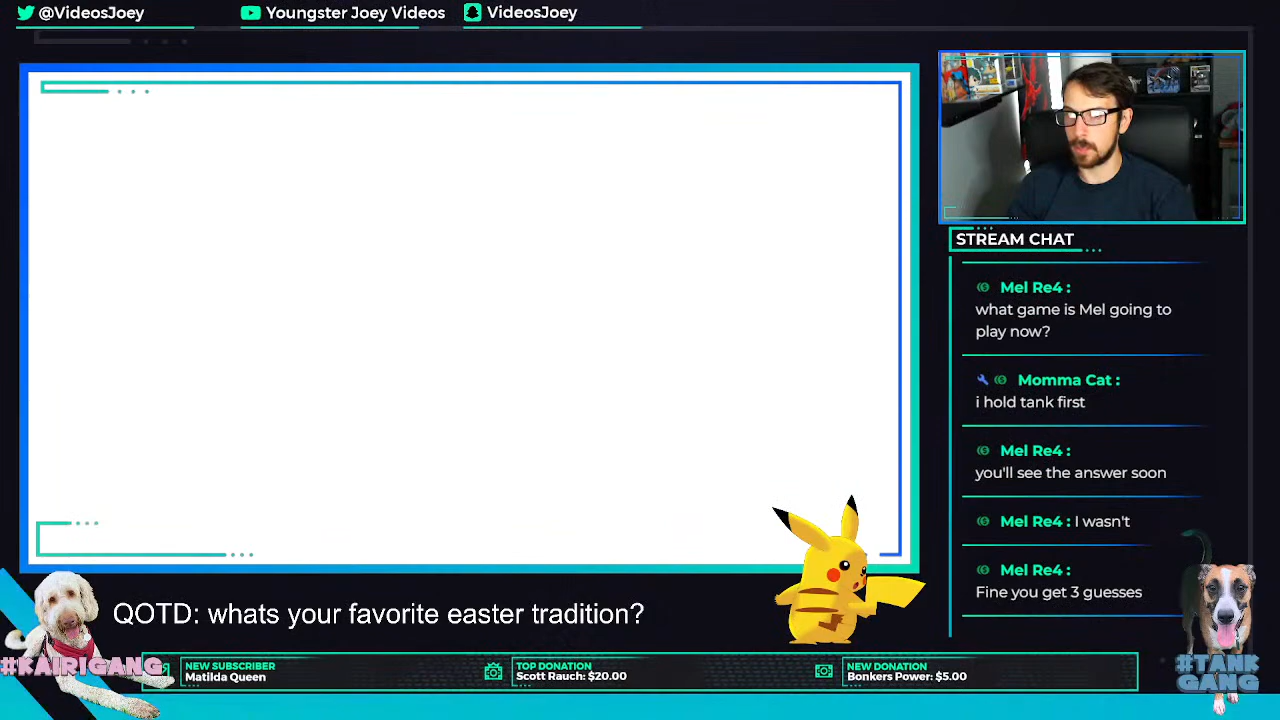 @VideosJoey
Youngster Joey Videos
VideosJoey
STREAM CHAT
Mel Re4 :
what game is Mel going to
play now?
Momma Cat :
i hold tank first
Mel Re4 :
you'll see the answer soon
Mel Re4 : I wasn't
Mel Re4 :
Fine you get 3 guesses
QOTD: whats your favorite easter tradition?
#KAIRIGANG
NEW SUBSCRIBER
Matilda Queen
TOP DONATION
Scott Rauch: $20.00
NEW DONATION
Bonkers Power: $5.00
#TANK
GANG